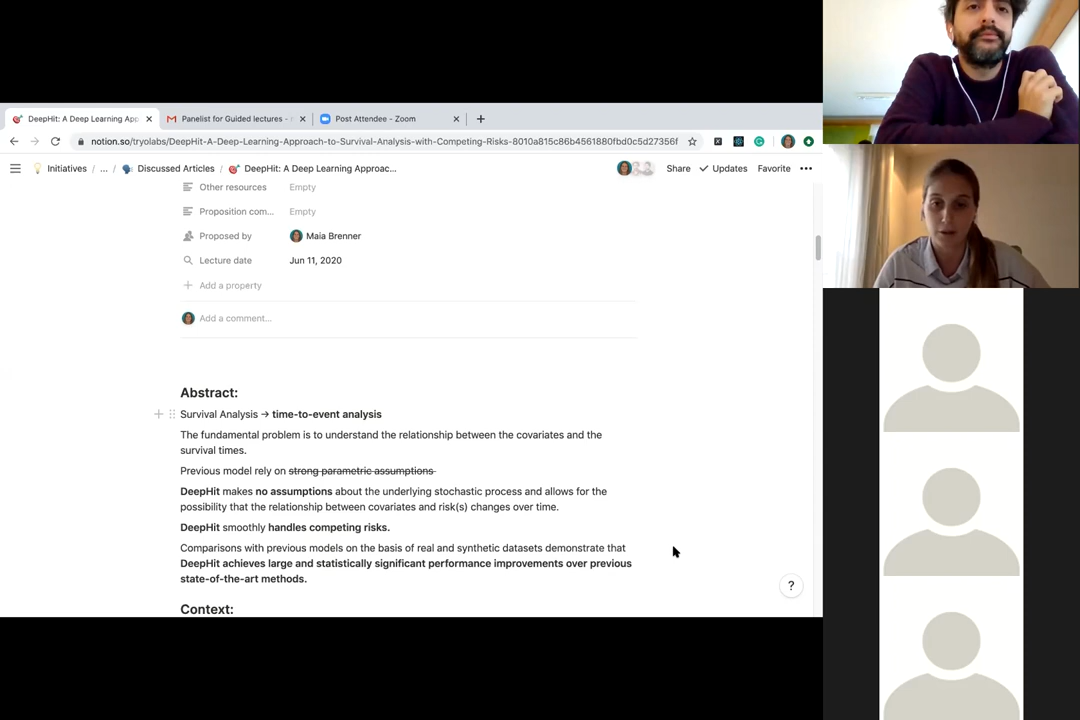 DeepHit: A Deep Learning App
Panelist for Guided lectures -
Post Attendee - Zoom
notion.so/tryolabs/DeepHit-A-Deep-Learning-Approach-to-Survival-Analysis-with-Competing-Risks-8010a815c86b4561880fbd0c5d27356f
Initiatives / ... / Discussed Articles / DeepHit: A Deep Learning Approac...
Share Updates Favorite
Other resources Empty
Proposition com... Empty
Proposed by Maia Brenner
Lecture date Jun 11, 2020
Add a property
Add a comment...
Abstract:
Survival Analysis → time-to-event analysis
The fundamental problem is to understand the relationship between the covariates and the
survival times.
Previous model rely on strong parametric assumptions
DeepHit makes no assumptions about the underlying stochastic process and allows for the
possibility that the relationship between covariates and risk(s) changes over time.
DeepHit smoothly handles competing risks.
Comparisons with previous models on the basis of real and synthetic datasets demonstrate that
DeepHit achieves large and statistically significant performance improvements over previous
state-of-the-art methods.
?
Context: